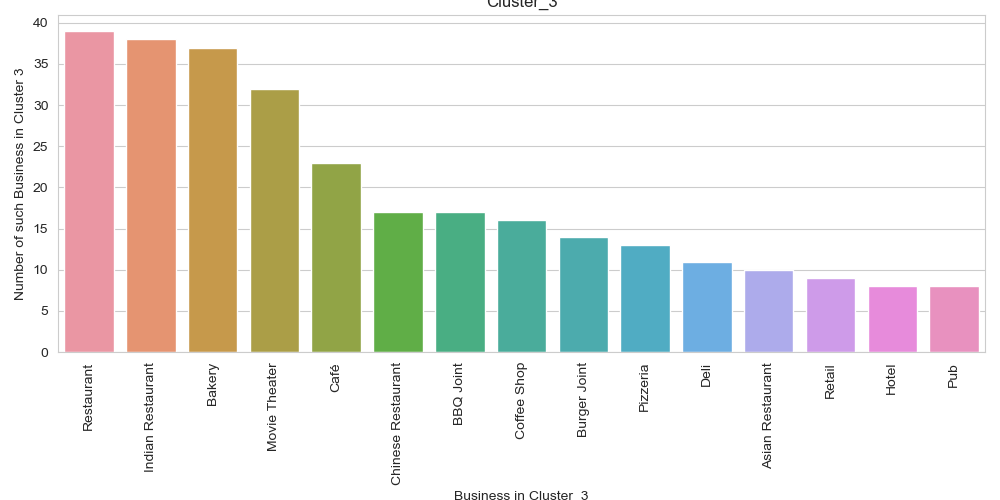 Cluster_3
Number of such Business in Cluster 3
40
35
30
25
20
15
10
5
0
Restaurant
Indian Restaurant
Bakery
Movie Theater
Café
Chinese Restaurant
BBQ Joint
Coffee Shop
Burger Joint
Pizzeria
Deli
Asian Restaurant
Retail
Hotel
Pub
Business in Cluster_3